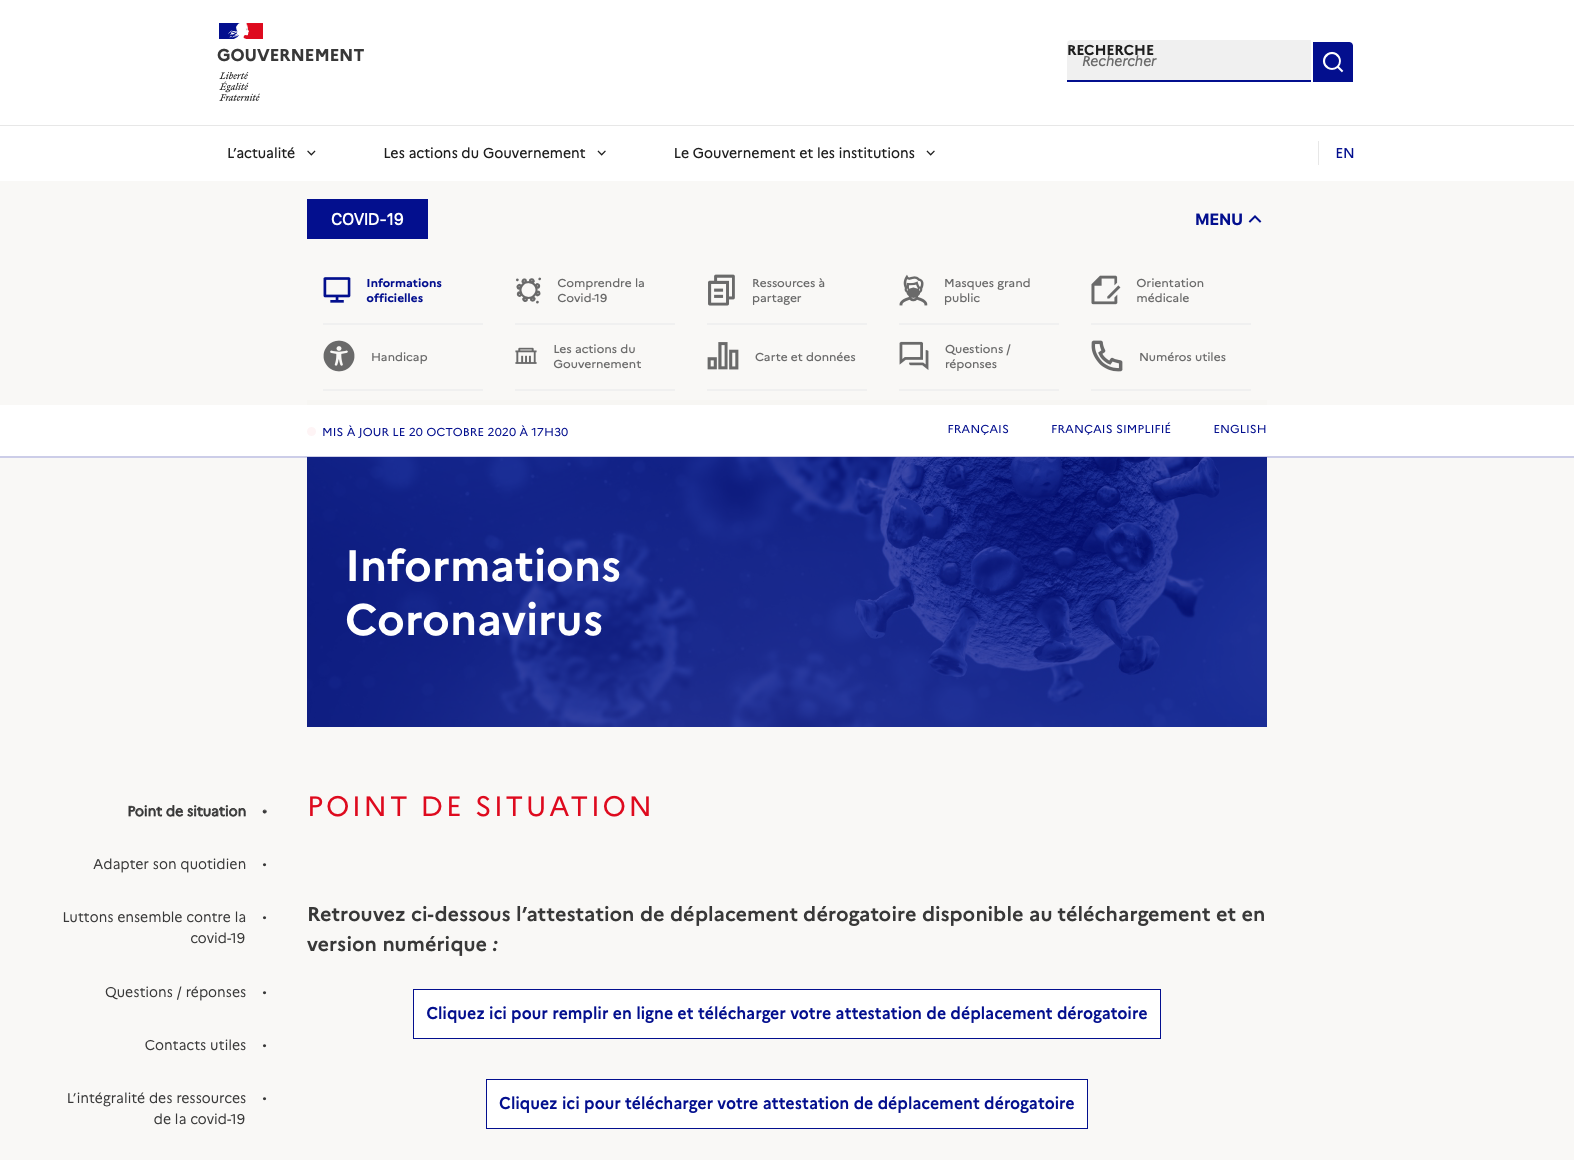 GOUVERNEMENT
Liberté
Égalité
Fraternité
RECHERCHE
Rechercher
L’actualité
Les actions du Gouvernement
Le Gouvernement et les institutions
EN
COVID-19
MENU
Informations
officielles
Comprendre la
Covid-19
Ressources à
partager
Masques grand
public
Orientation
médicale
Handicap
Les actions du
Gouvernement
Carte et données
Questions /
réponses
Numéros utiles
MIS À JOUR LE 20 OCTOBRE 2020 À 17H30
FRANÇAIS
FRANÇAIS SIMPLIFIÉ
ENGLISH
Informations
Coronavirus
Point de situation
Adapter son quotidien
Luttons ensemble contre la
covid-19
Questions / réponses
Contacts utiles
L’intégralité des ressources
de la covid-19
POINT DE SITUATION
Retrouvez ci-dessous l’attestation de déplacement dérogatoire disponible au téléchargement et en
version numérique :
Cliquez ici pour remplir en ligne et télécharger votre attestation de déplacement dérogatoire
Cliquez ici pour télécharger votre attestation de déplacement dérogatoire